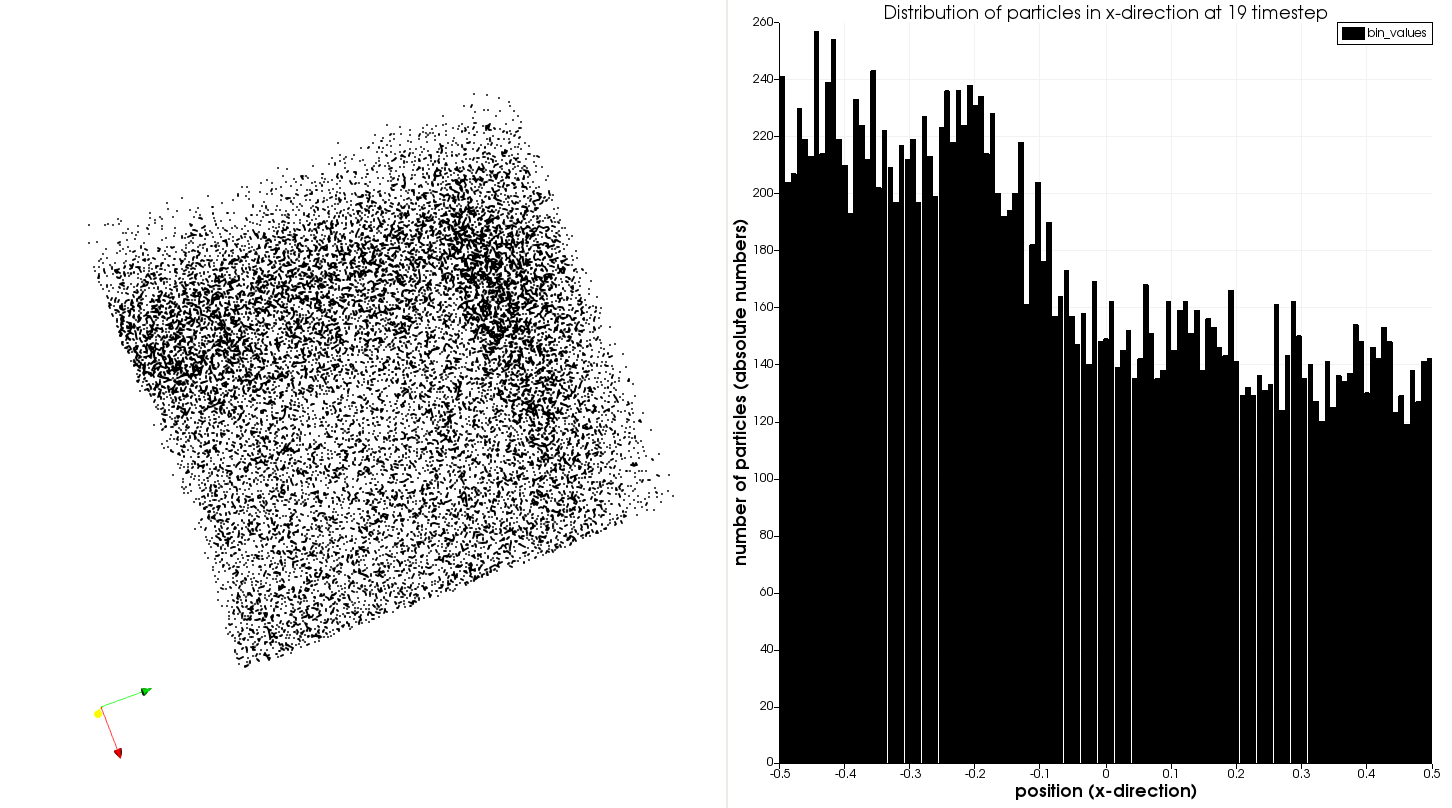 Distribution of particles in x-direction at 19 timestep
bin_values
260
240
220
200
180
160
140
120
100
80
60
40
20
0
number of particles (absolute numbers)
-0.5 -0.4 -0.3 -0.2 -0.1 0 0.1 0.2 0.3 0.4 0.5
position (x-direction)